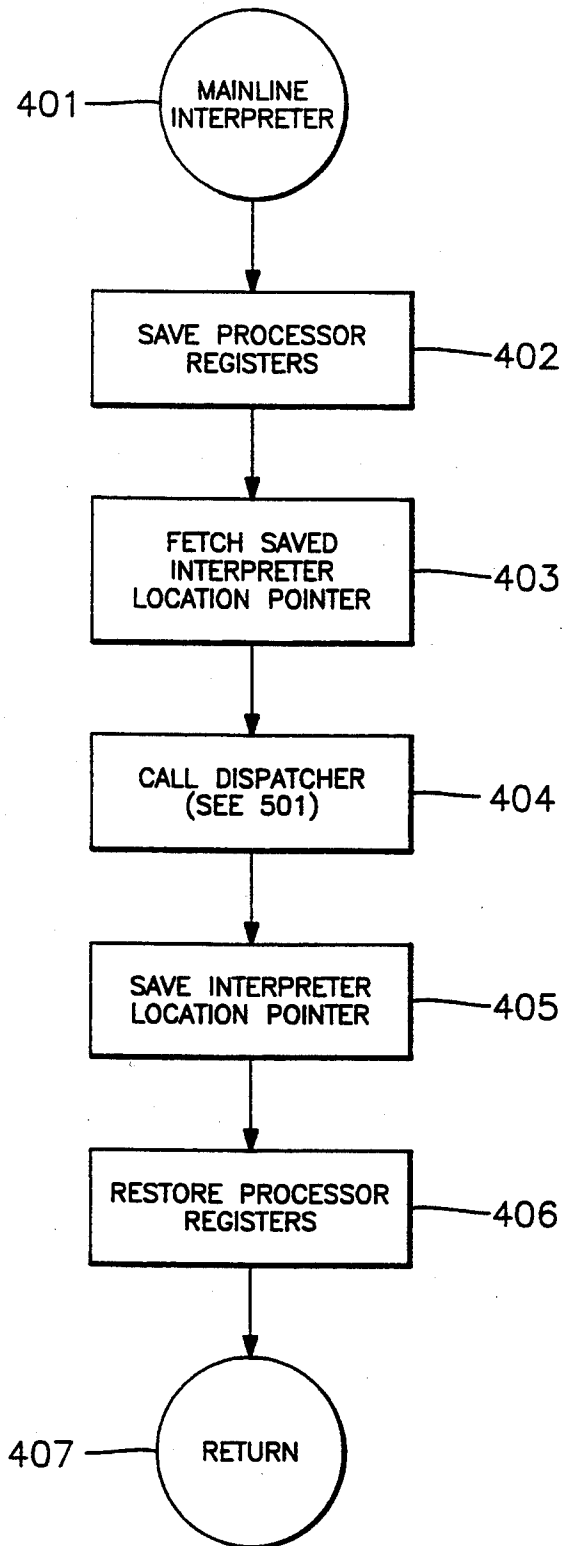 401
MAINLINE
INTERPRETER
SAVE PROCESSOR
REGISTERS
402
FETCH SAVED
INTERPRETER
LOCATION POINTER
403
CALL DISPATCHER
(SEE 501)
404
SAVE INTERPRETER
LOCATION POINTER
405
RESTORE PROCESSOR
REGISTERS
406
407
RETURN